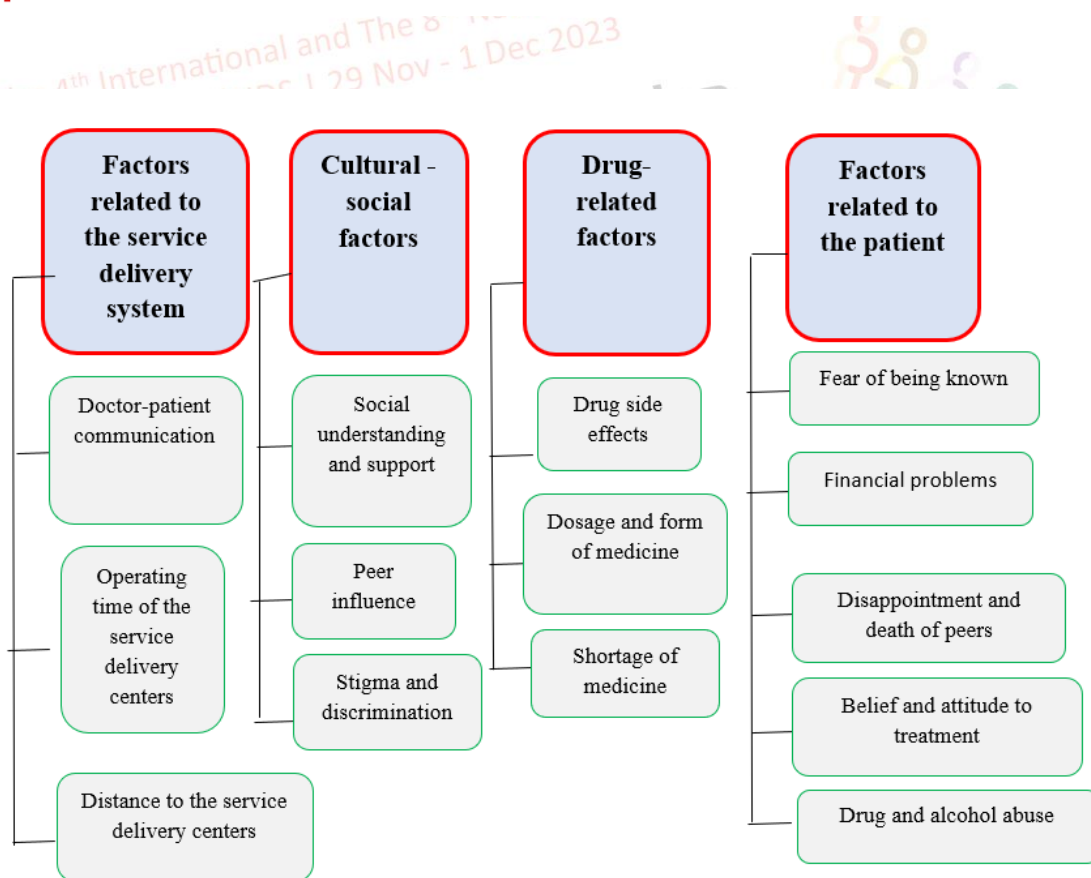 4th International and The 8th
| 29 Nov - 1 Dec 2023
Factors
related to
the service
delivery
system
Doctor-patient
communication
Operating
time of the
service
delivery
centers
Distance to the service
delivery centers
Cultural -
social
factors
Social
understanding
and support
Peer
influence
Stigma and
discrimination
Drug-
related
factors
Drug side
effects
Dosage and form
of medicine
Shortage of
medicine
Factors
related to
the patient
Fear of being known
Financial problems
Disappointment and
death of peers
Belief and attitude to
treatment
Drug and alcohol abuse